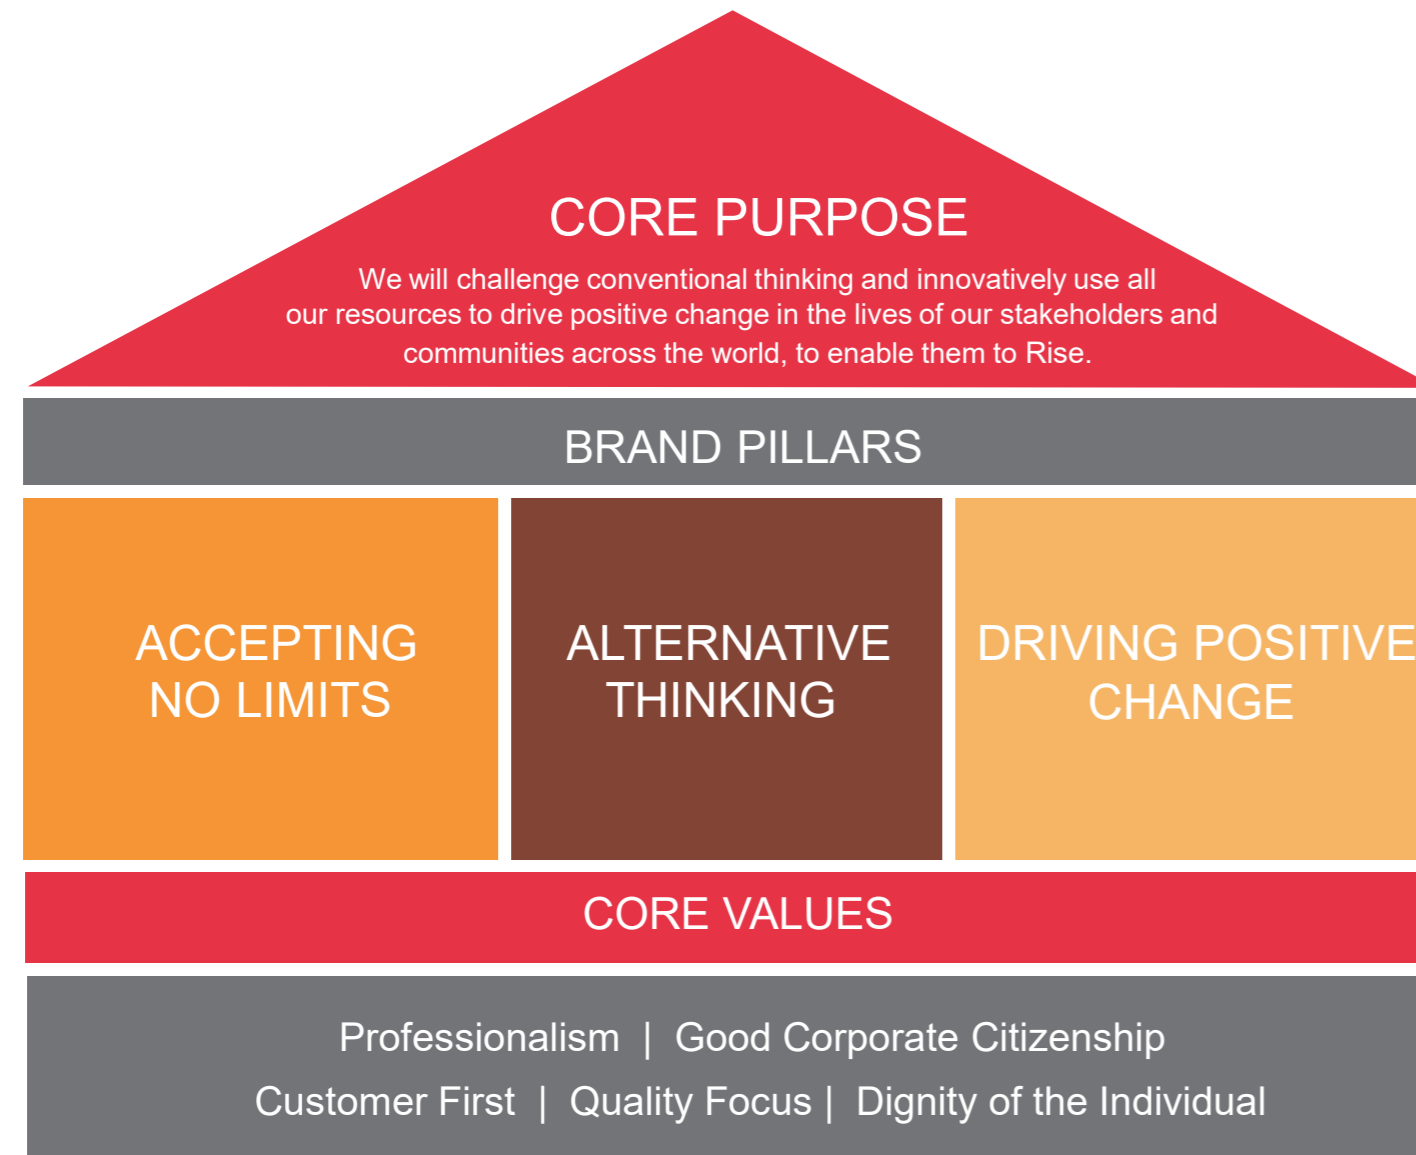 CORE PURPOSE
We will challenge conventional thinking and innovatively use all
our resources to drive positive change in the lives of our stakeholders and
communities across the world, to enable them to Rise.
BRAND PILLARS
ACCEPTING
NO LIMITS
ALTERNATIVE
THINKING
DRIVING POSITIVE
CHANGE
CORE VALUES
Professionalism | Good Corporate Citizenship
Customer First | Quality Focus | Dignity of the Individual